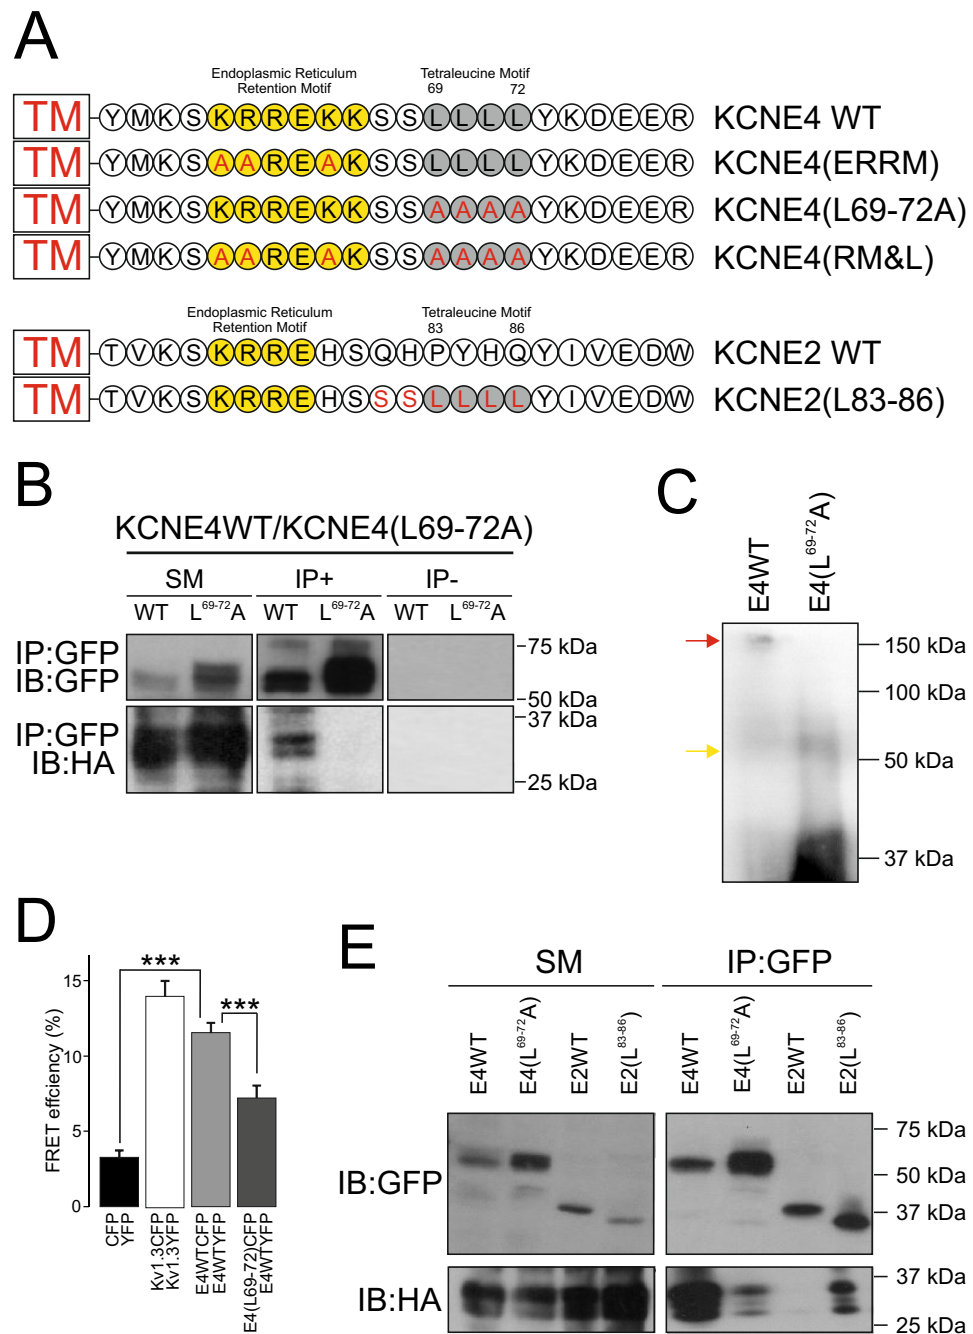 A
Endoplasmic Reticulum
Retention Motif
Tetraleucine Motif
69 72
TM YMKSKRREKKSSLLLLYKDEER KCNE4 WT
TM YMKSAAREAKSSLLLLYKDEER KCNE4(ERRM)
TM YMKSKRREKKSSAAAAYKDEER KCNE4(L69-72A)
TM YMKSAAREAKSSAAAAYKDEER KCNE4(RM&L)
Endoplasmic Reticulum
Retention Motif
Tetraleucine Motif
83 86
TM TVKSKRREHSQHPYHQYIVEDW KCNE2 WT
TM TVKSKRREHSSSLLLLYIVEDW KCNE2(L83-86)
B
KCNE4WT/KCNE4(L69-72A)
SM IP+ IP-
WT L69-72A WT L69-72A WT L69-72A
IP:GFP
IB:GFP
75 kDa
50 kDa
IP:GFP
IB:HA
37 kDa
25 kDa
C
E4WT
E4(L69-72A)
150 kDa
100 kDa
50 kDa
37 kDa
D
FRET effciency (%)
15
10
5
0
***
***
CFP
YFP
Kv1.3CFP
Kv1.3YFP
E4WTCFP
E4WTYFP
E4(L69-72)CFP
E4WTYFP
E
SM IP:GFP
E4WT
E4(L69-72A)
E2WT
E2(L83-86)
E4WT
E4(L69-72A)
E2WT
E2(L83-86)
IB:GFP
75 kDa
50 kDa
37 kDa
IB:HA
37 kDa
25 kDa